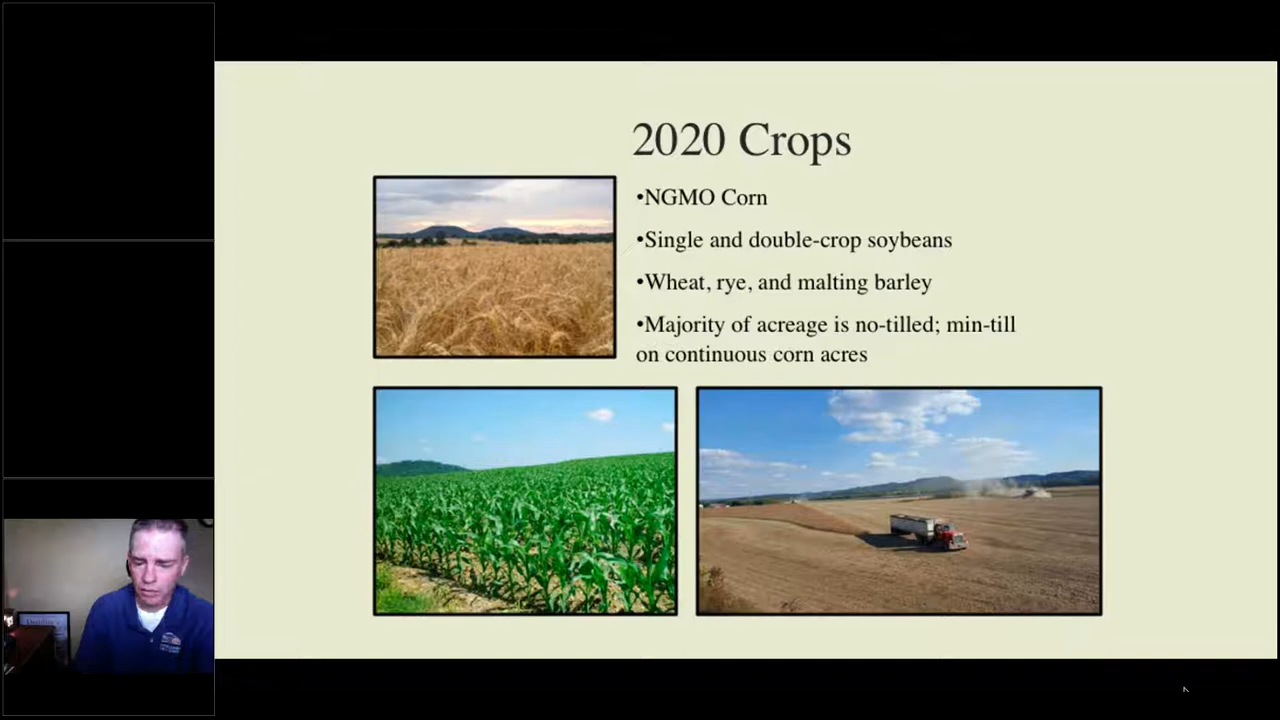 2020 Crops
•NGMO Corn
•Single and double-crop soybeans
•Wheat, rye, and malting barley
•Majority of acreage is no-tilled; min-till
on continuous corn acres